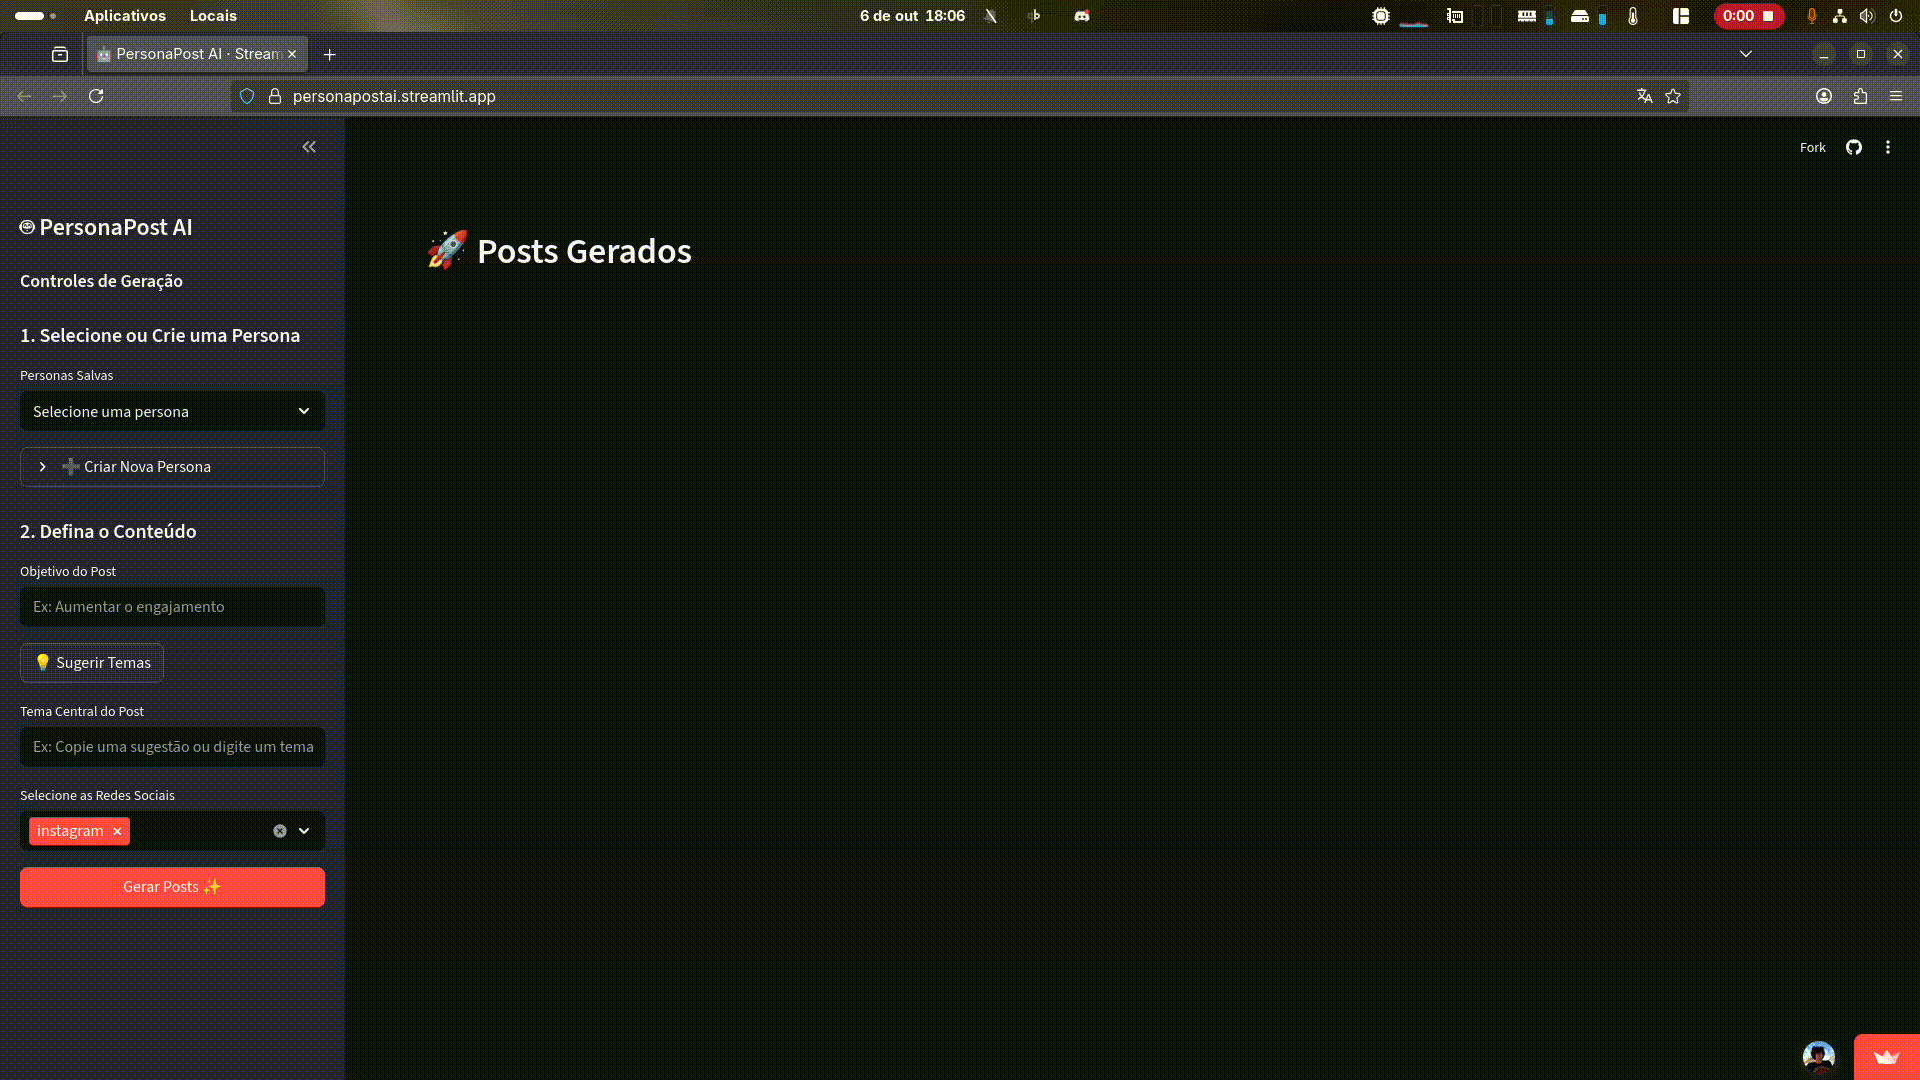 Aplicativos Locais 6 de out 18:06 0:00
PersonaPost AI · Stream
personapostai.streamlit.app
Fork
PersonaPost AI
🚀 Posts Gerados
Controles de Geração
1. Selecione ou Crie uma Persona
Personas Salvas
Selecione uma persona
➕ Criar Nova Persona
2. Defina o Conteúdo
Objetivo do Post
Ex: Aumentar o engajamento
💡 Sugerir Temas
Tema Central do Post
Ex: Copie uma sugestão ou digite um tema
Selecione as Redes Sociais
instagram
Gerar Posts ✨